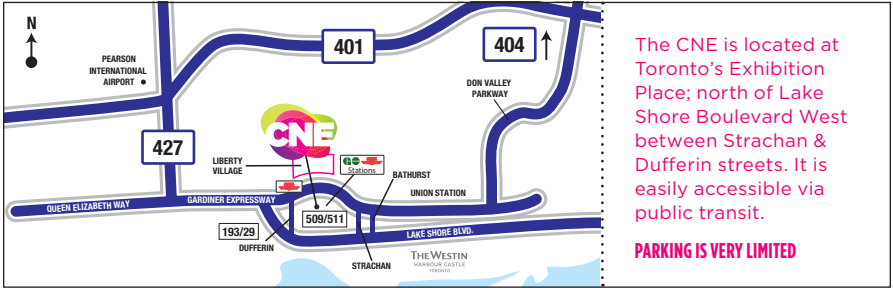 N
401
404
PEARSON
INTERNATIONAL
AIRPORT
DON VALLEY
PARKWAY
427
CNE
LIBERTY
VILLAGE
GO
Stations
BATHURST
UNION STATION
QUEEN ELIZABETH WAY
GARDINER EXPRESSWAY
509/511
193/29
DUFFERIN
LAKE SHORE BLVD.
STRACHAN
THE WESTIN
HARBOUR CASTLE
TORONTO
The CNE is located at
Toronto's Exhibition
Place; north of Lake
Shore Boulevard West
between Strachan &
Dufferin streets. It is
easily accessible via
public transit.
PARKING IS VERY LIMITED